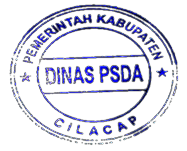 PEMERINTAH KABUPATEN
DINAS PSDA
CILACAP